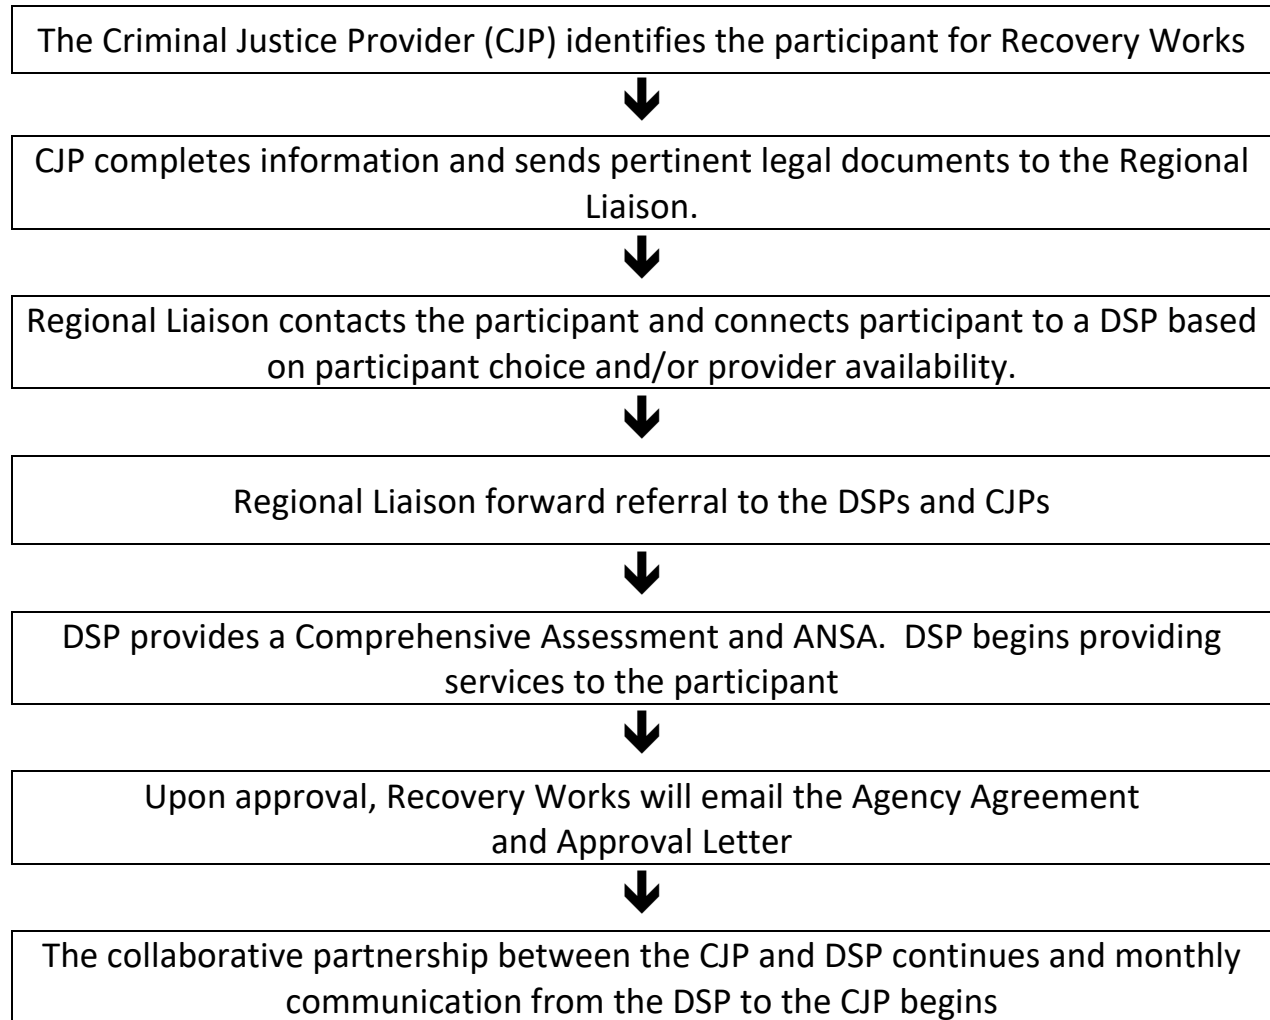 The Criminal Justice Provider (CJP) identifies the participant for Recovery Works
CJP completes information and sends pertinent legal documents to the Regional
Liaison.
Regional Liaison contacts the participant and connects participant to a DSP based
on participant choice and/or provider availability.
Regional Liaison forward referral to the DSPs and CJPs
DSP provides a Comprehensive Assessment and ANSA.  DSP begins providing
services to the participant
Upon approval, Recovery Works will email the Agency Agreement
and Approval Letter
The collaborative partnership between the CJP and DSP continues and monthly
communication from the DSP to the CJP begins